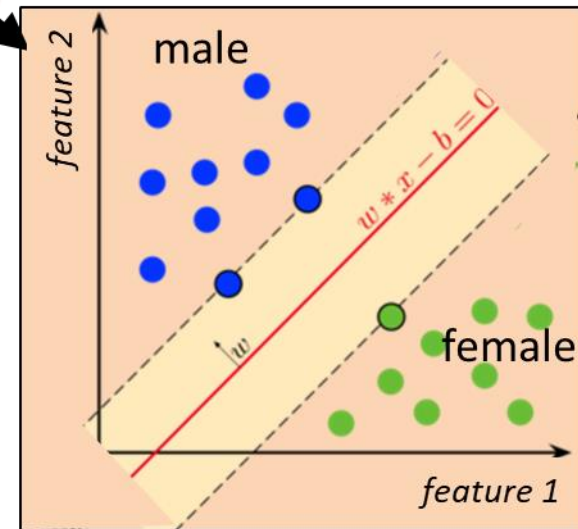 male
feature 2
w * x − b = 0
w
female
feature 1